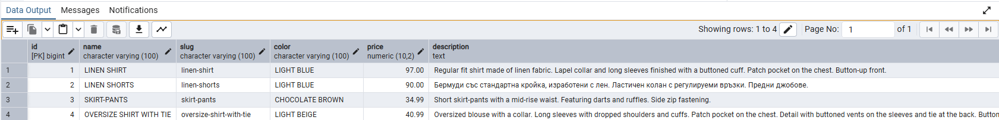 Data Output Messages Notifications
Showing rows: 1 to 4 Page No: 1 of 1
id name slug color price description
[PK] bigint character varying (100) character varying (100) character varying (100) numeric (10,2) text
1 1 LINEN SHIRT linen-shirt LIGHT BLUE 97.00 Regular fit shirt made of linen fabric. Lapel collar and long sleeves finished with a buttoned cuff. Patch pocket on the chest. Button-up front.
2 2 LINEN SHORTS linen-shorts LIGHT BLUE 90.00 Бермуди със стандартна кройка, изработени с лен. Ластичен колан с регулируеми връзки. Предни джобове.
3 3 SKIRT-PANTS skirt-pants CHOCOLATE BROWN 34.99 Short skirt-pants with a mid-rise waist. Featuring darts and ruffles. Side zip fastening.
4 4 OVERSIZE SHIRT WITH TIE oversize-shirt-with-tie LIGHT BEIGE 40.99 Oversized blouse with a collar. Long sleeves with dropped shoulders and cuffs. Patch pocket on the chest. Detail with buttoned vents on the sleeves and tie at the back. Button